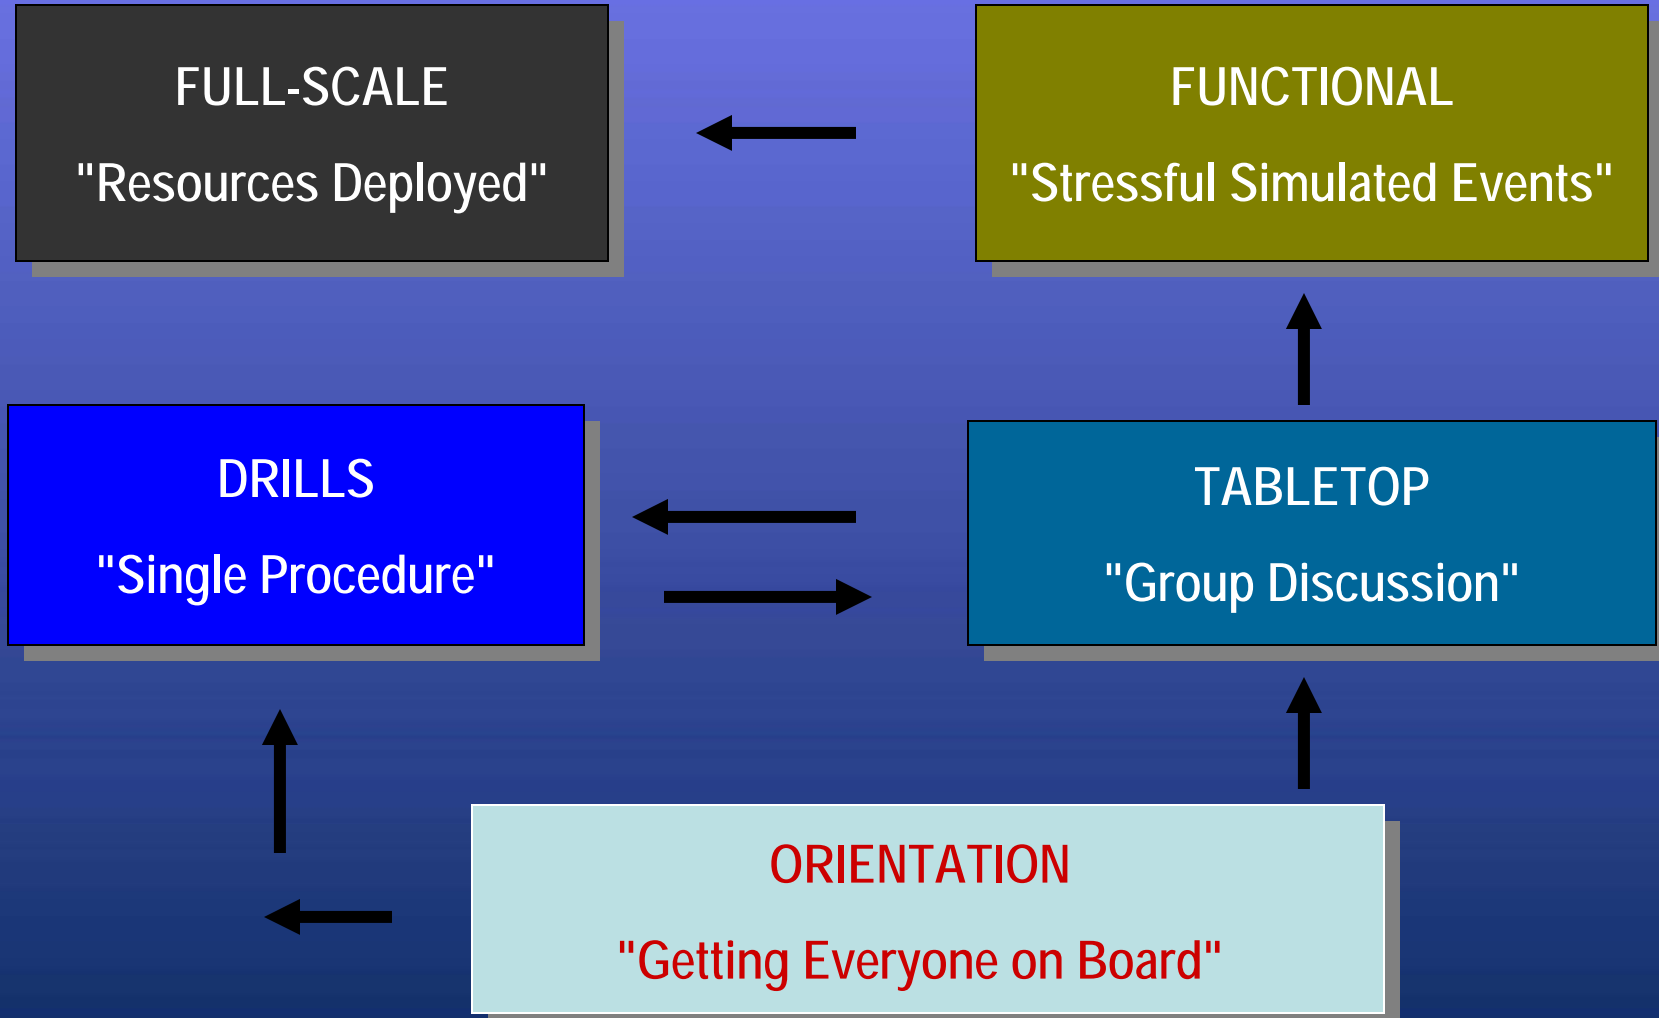 FULL-SCALE
"Resources Deployed"
FUNCTIONAL
"Stressful Simulated Events"
DRILLS
"Single Procedure"
TABLETOP
"Group Discussion"
ORIENTATION
"Getting Everyone on Board"